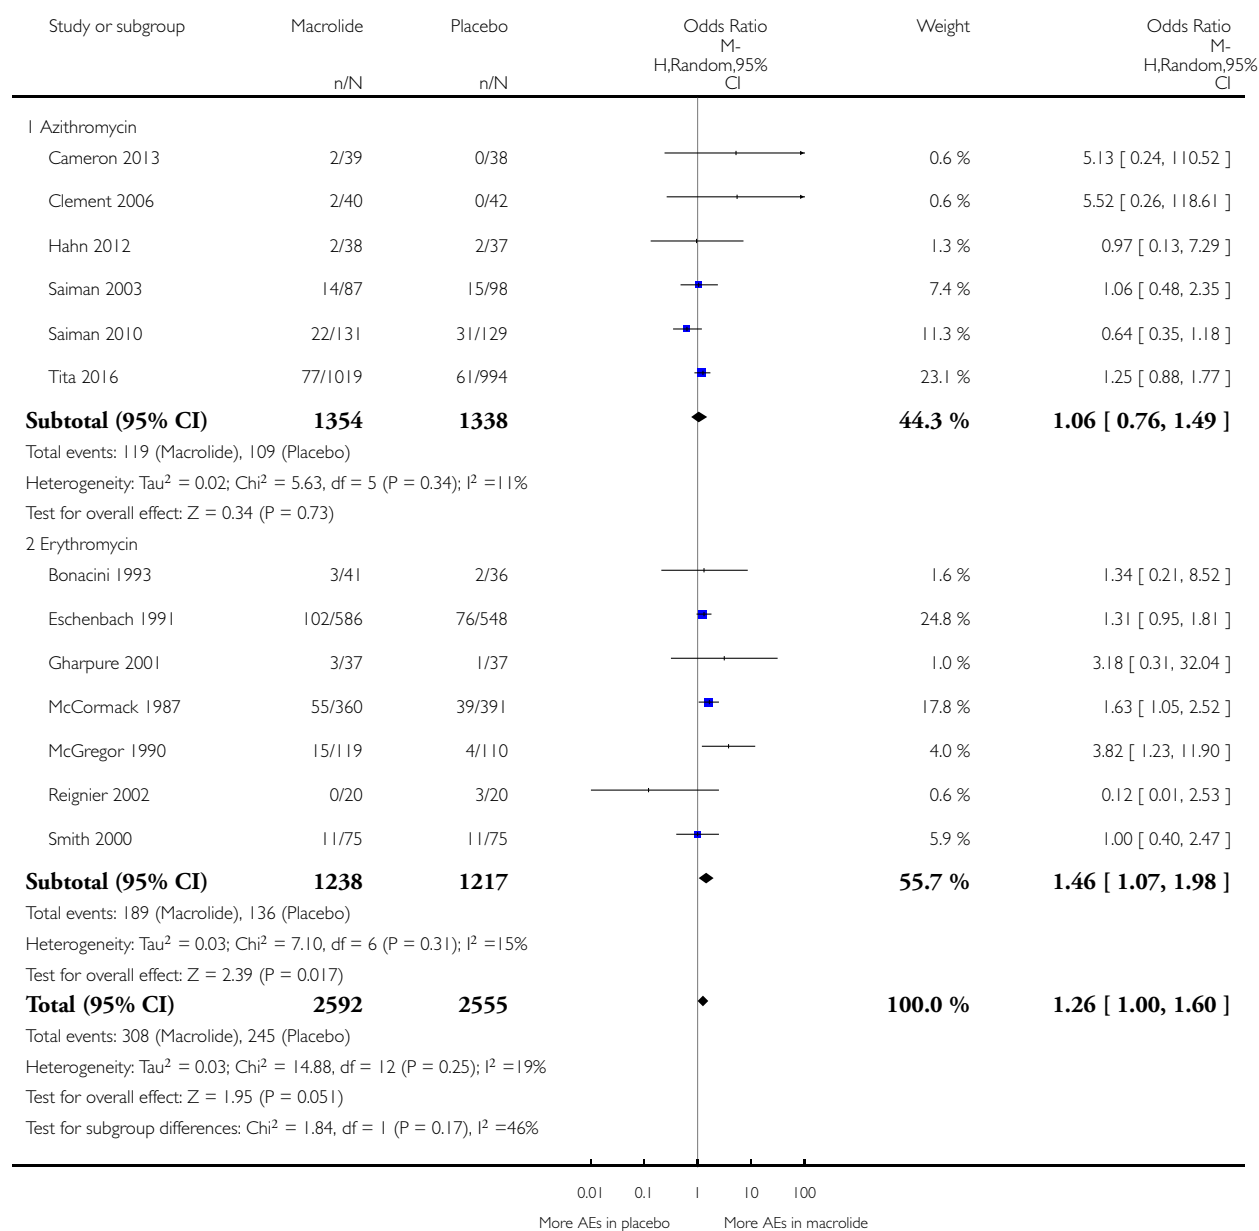 Study or subgroup Macrolide Placebo Odds Ratio Weight Odds Ratio
M- M-
H,Random,95% H,Random,95%
n/N n/N CI CI
1 Azithromycin
Cameron 2013 2/39 0/38 0.6 % 5.13 [ 0.24, 110.52 ]
Clement 2006 2/40 0/42 0.6 % 5.52 [ 0.26, 118.61 ]
Hahn 2012 2/38 2/37 1.3 % 0.97 [ 0.13, 7.29 ]
Saiman 2003 14/87 15/98 7.4 % 1.06 [ 0.48, 2.35 ]
Saiman 2010 22/131 31/129 11.3 % 0.64 [ 0.35, 1.18 ]
Tita 2016 77/1019 61/994 23.1 % 1.25 [ 0.88, 1.77 ]
Subtotal (95% CI) 1354 1338 44.3 % 1.06 [ 0.76, 1.49 ]
Total events: 119 (Macrolide), 109 (Placebo)
Heterogeneity: Tau² = 0.02; Chi² = 5.63, df = 5 (P = 0.34); I² =11%
Test for overall effect: Z = 0.34 (P = 0.73)
2 Erythromycin
Bonacini 1993 3/41 2/36 1.6 % 1.34 [ 0.21, 8.52 ]
Eschenbach 1991 102/586 76/548 24.8 % 1.31 [ 0.95, 1.81 ]
Gharpure 2001 3/37 1/37 1.0 % 3.18 [ 0.31, 32.04 ]
McCormack 1987 55/360 39/391 17.8 % 1.63 [ 1.05, 2.52 ]
McGregor 1990 15/119 4/110 4.0 % 3.82 [ 1.23, 11.90 ]
Reignier 2002 0/20 3/20 0.6 % 0.12 [ 0.01, 2.53 ]
Smith 2000 11/75 11/75 5.9 % 1.00 [ 0.40, 2.47 ]
Subtotal (95% CI) 1238 1217 55.7 % 1.46 [ 1.07, 1.98 ]
Total events: 189 (Macrolide), 136 (Placebo)
Heterogeneity: Tau² = 0.03; Chi² = 7.10, df = 6 (P = 0.31); I² =15%
Test for overall effect: Z = 2.39 (P = 0.017)
Total (95% CI) 2592 2555 100.0 % 1.26 [ 1.00, 1.60 ]
Total events: 308 (Macrolide), 245 (Placebo)
Heterogeneity: Tau² = 0.03; Chi² = 14.88, df = 12 (P = 0.25); I² =19%
Test for overall effect: Z = 1.95 (P = 0.051)
Test for subgroup differences: Chi² = 1.84, df = 1 (P = 0.17), I² =46%
0.01 0.1 1 10 100
More AEs in placebo More AEs in macrolide